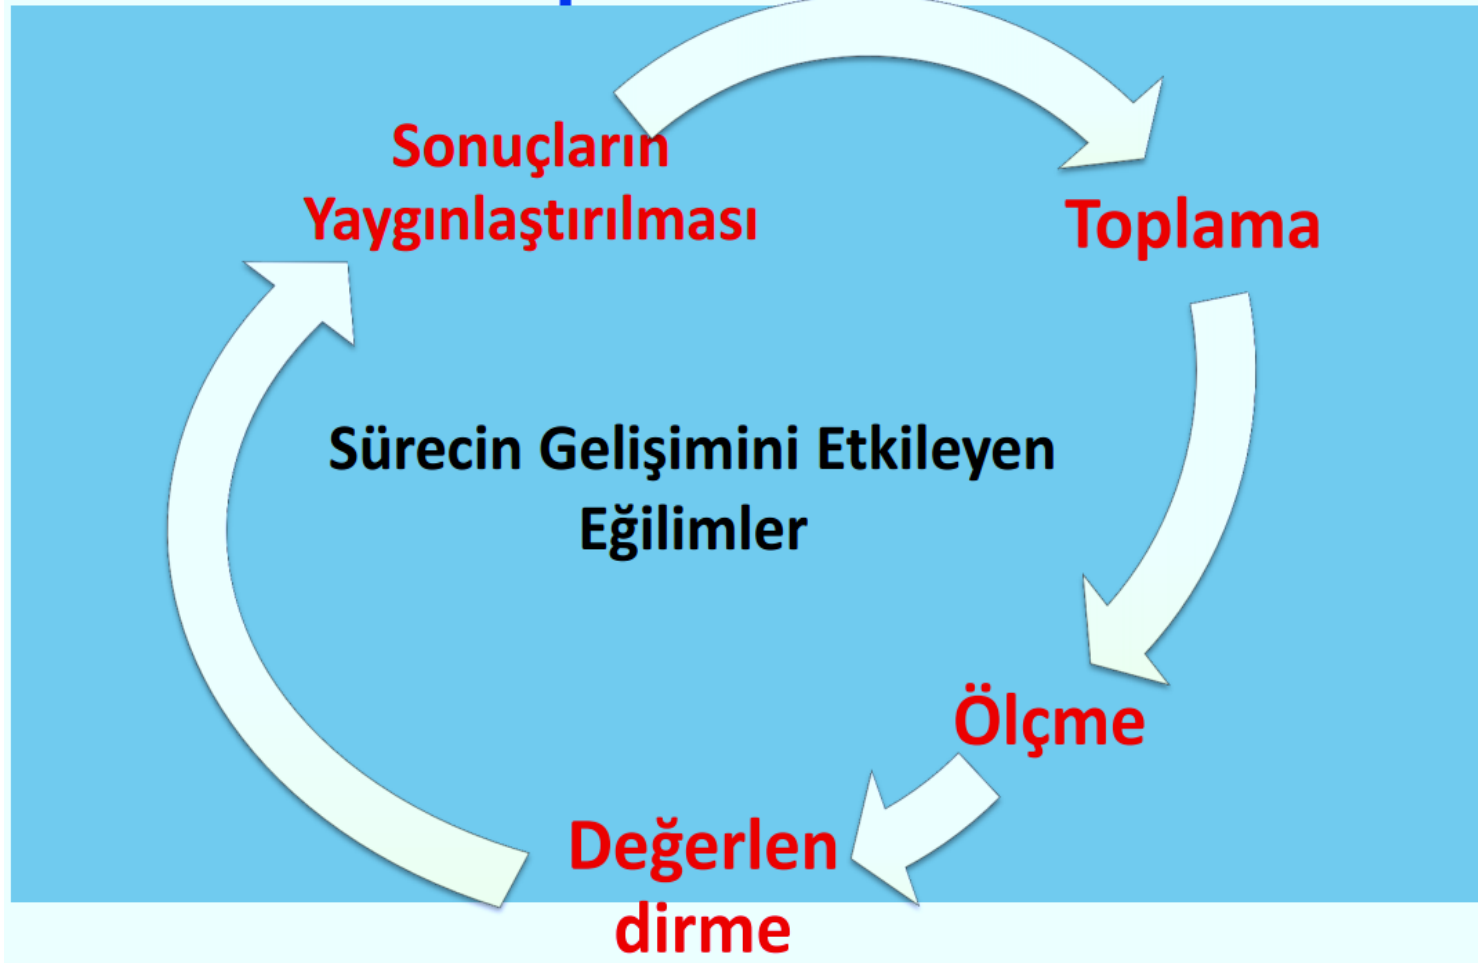 Sonuçların
Yaygınlaştırılması
Toplama
Sürecin Gelişimini Etkileyen
Eğilimler
Ölçme
Değerlen
dirme